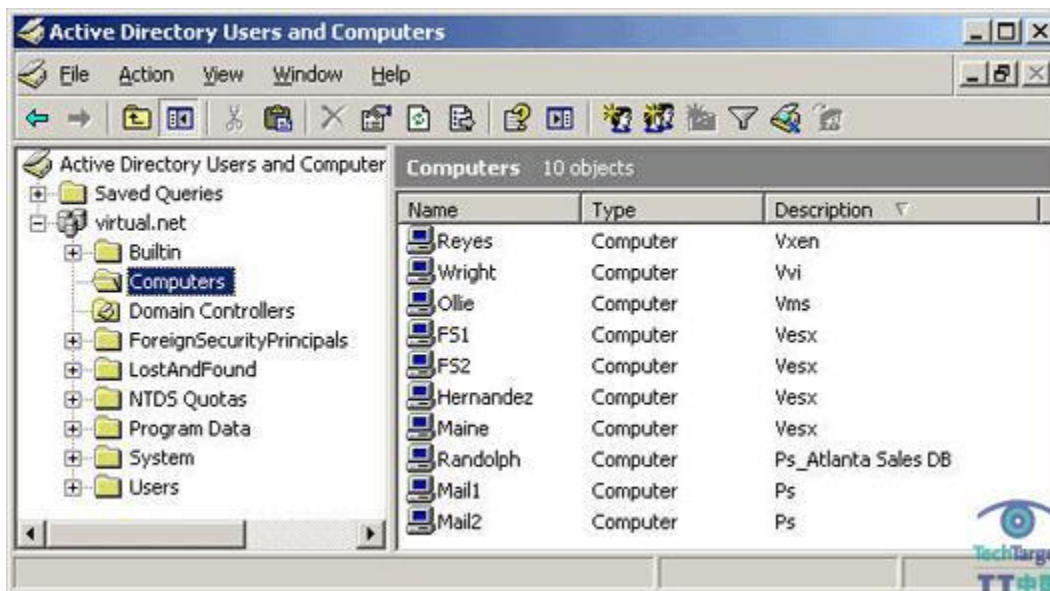 Active Directory Users and Computers
File Action View Window Help
Active Directory Users and Computer
Saved Queries
virtual.net
Builtin
Computers
Domain Controllers
ForeignSecurityPrincipals
LostAndFound
NTDS Quotas
Program Data
System
Users
Computers 10 objects
Name Type Description
Reyes Computer Vxen
Wright Computer Vvi
Ollie Computer Vms
FS1 Computer Vesx
FS2 Computer Vesx
Hernandez Computer Vesx
Maine Computer Vesx
Randolph Computer Ps_Atlanta Sales DB
Mail1 Computer Ps
Mail2 Computer Ps
TechTarge